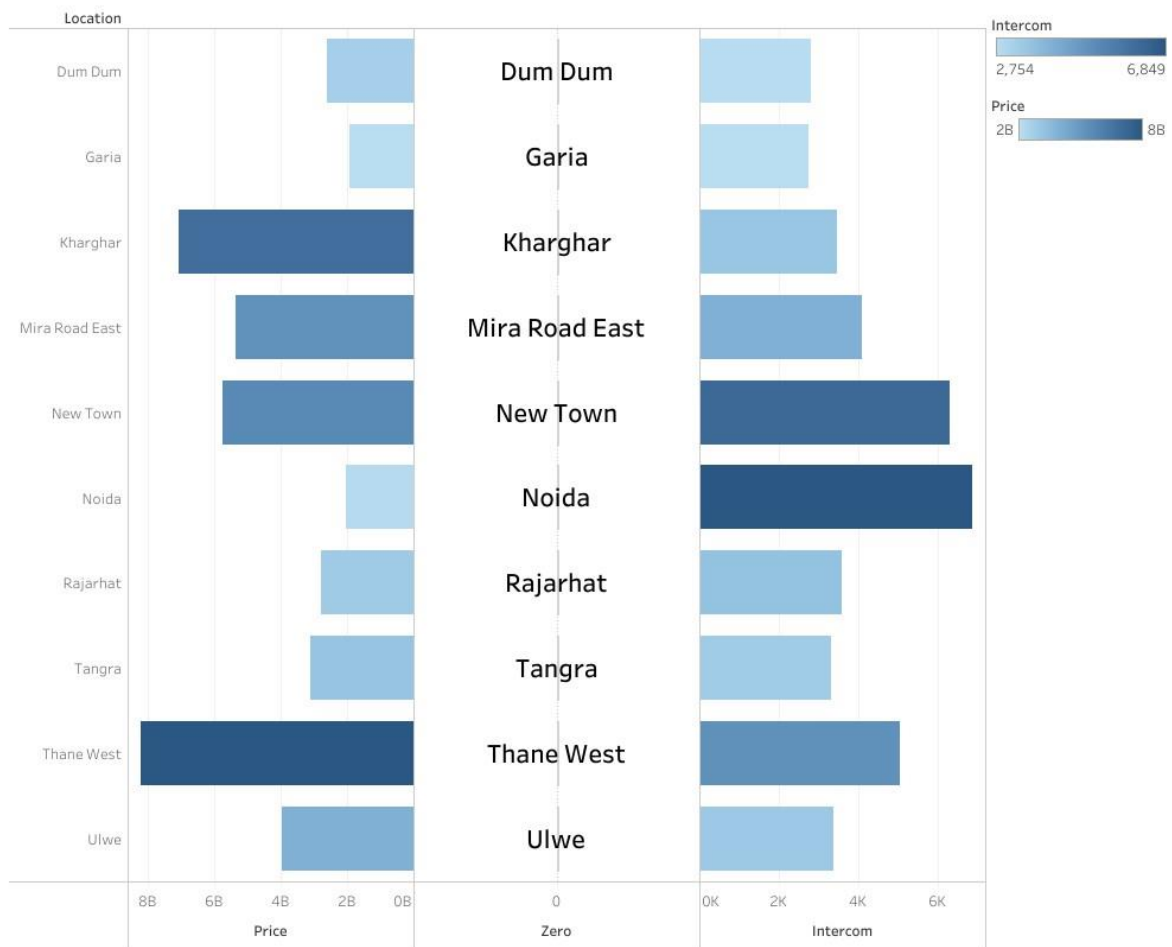 Location
Intercom
2,754 6,849
Price
2B 8B
Dum Dum Dum Dum
Garia Garia
Kharghar Kharghar
Mira Road East Mira Road East
New Town New Town
Noida Noida
Rajarhat Rajarhat
Tangra Tangra
Thane West Thane West
Ulwe Ulwe
8B 6B 4B 2B 0B 0 0K 2K 4K 6K
Price Zero Intercom